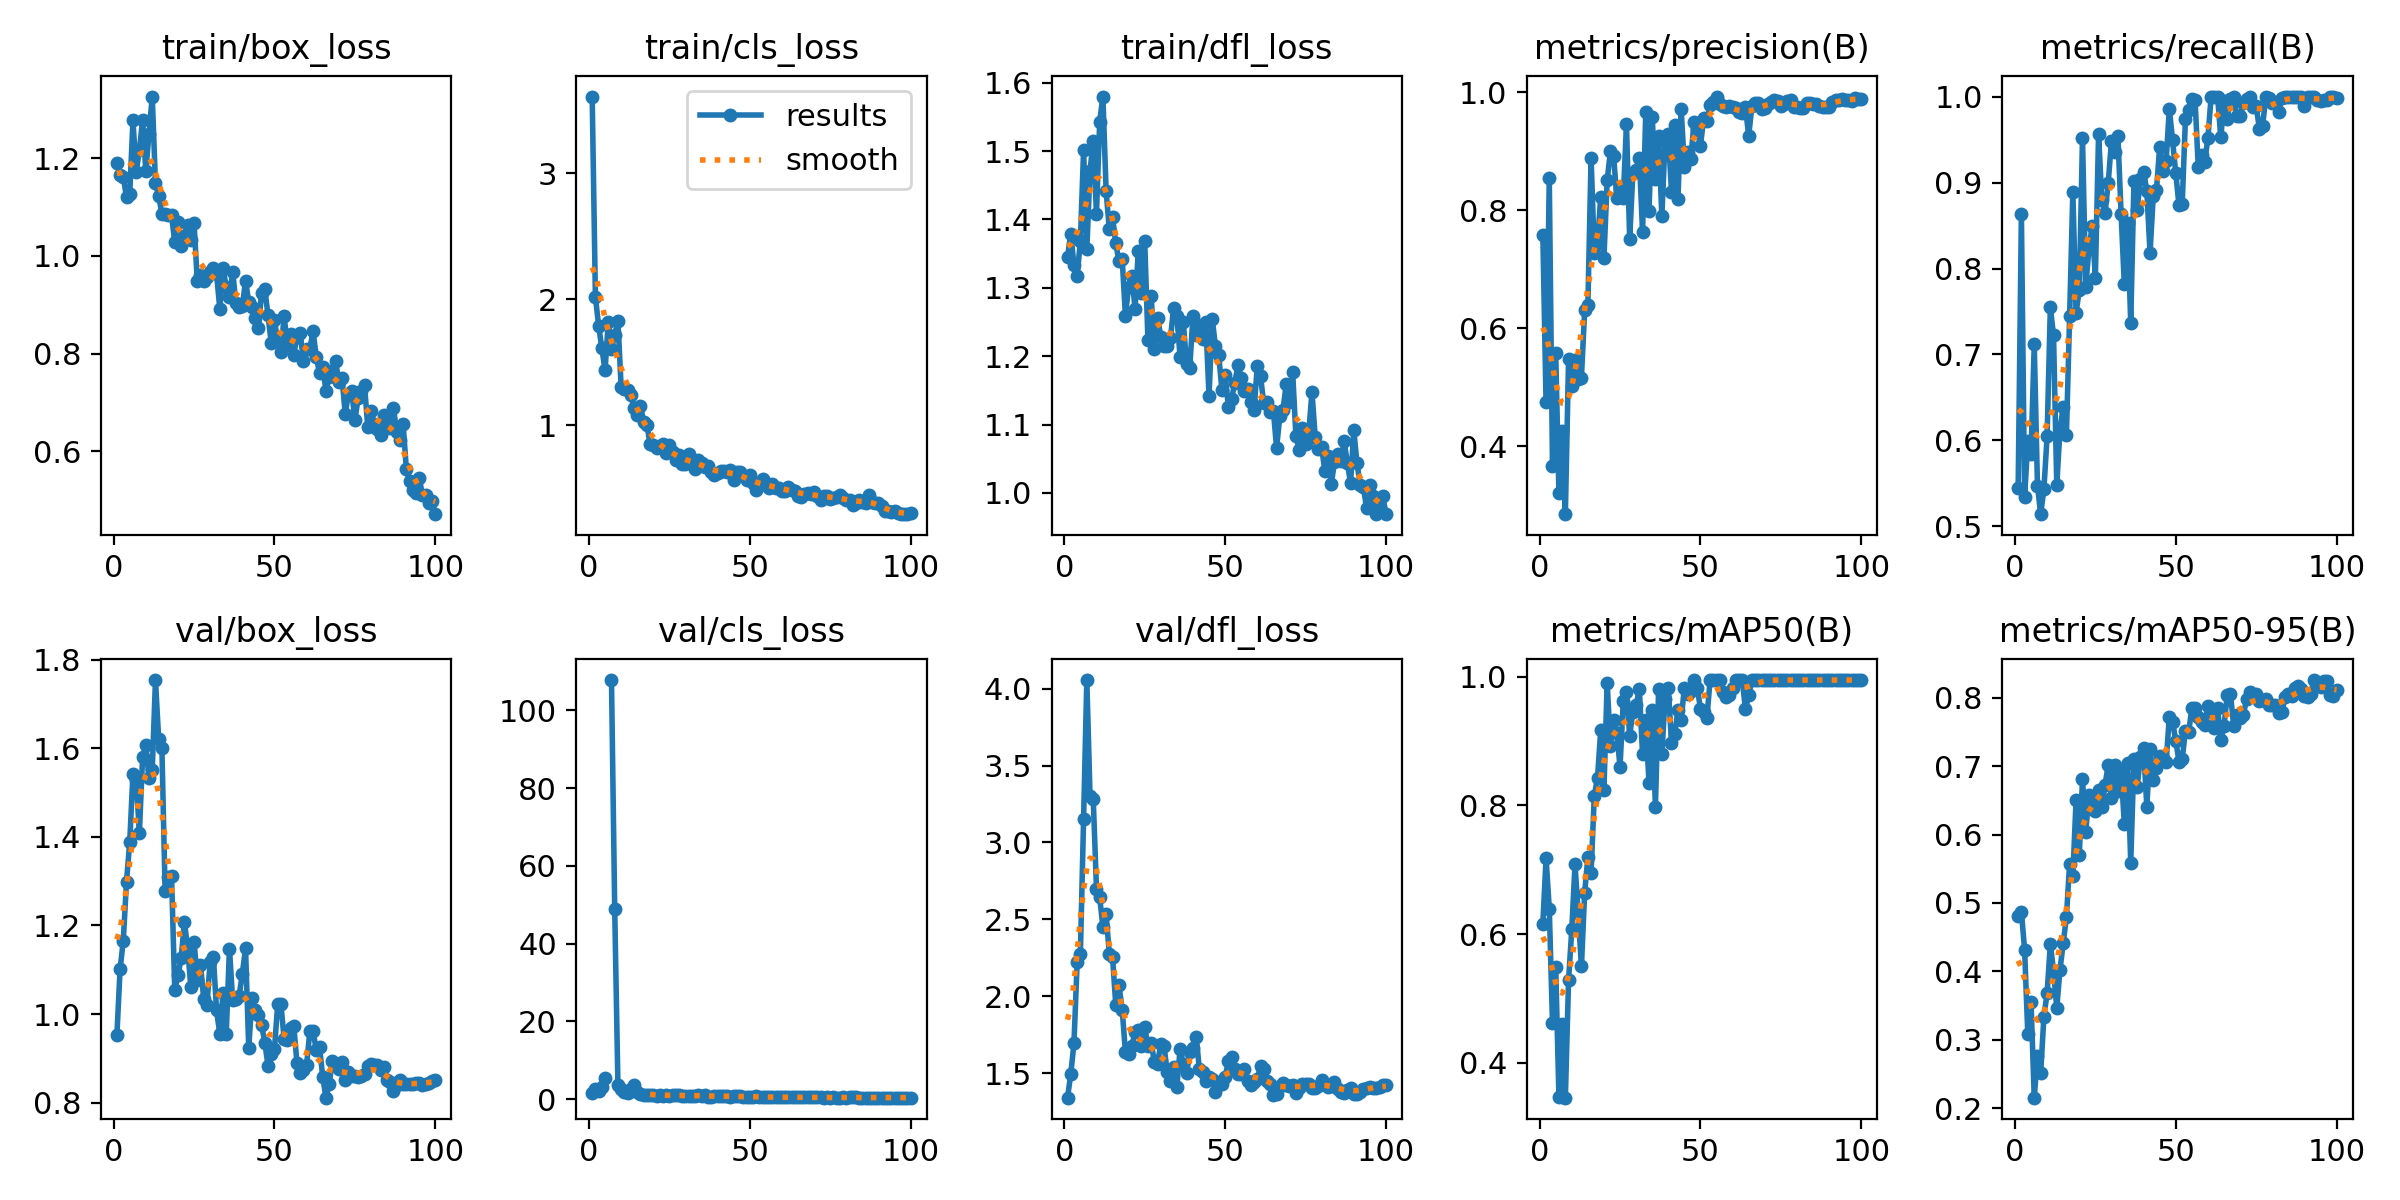 train/box_loss
1.2
1.0
0.8
0.6
0 50 100
train/cls_loss
results
smooth
3
2
1
0 50 100
train/dfl_loss
1.6
1.5
1.4
1.3
1.2
1.1
1.0
0 50 100
metrics/precision(B)
1.0
0.8
0.6
0.4
0 50 100
metrics/recall(B)
1.0
0.9
0.8
0.7
0.6
0.5
0 50 100
val/box_loss
1.8
1.6
1.4
1.2
1.0
0.8
0 50 100
val/cls_loss
100
80
60
40
20
0
0 50 100
val/dfl_loss
4.0
3.5
3.0
2.5
2.0
1.5
0 50 100
metrics/mAP50(B)
1.0
0.8
0.6
0.4
0 50 100
metrics/mAP50-95(B)
0.8
0.7
0.6
0.5
0.4
0.3
0.2
0 50 100